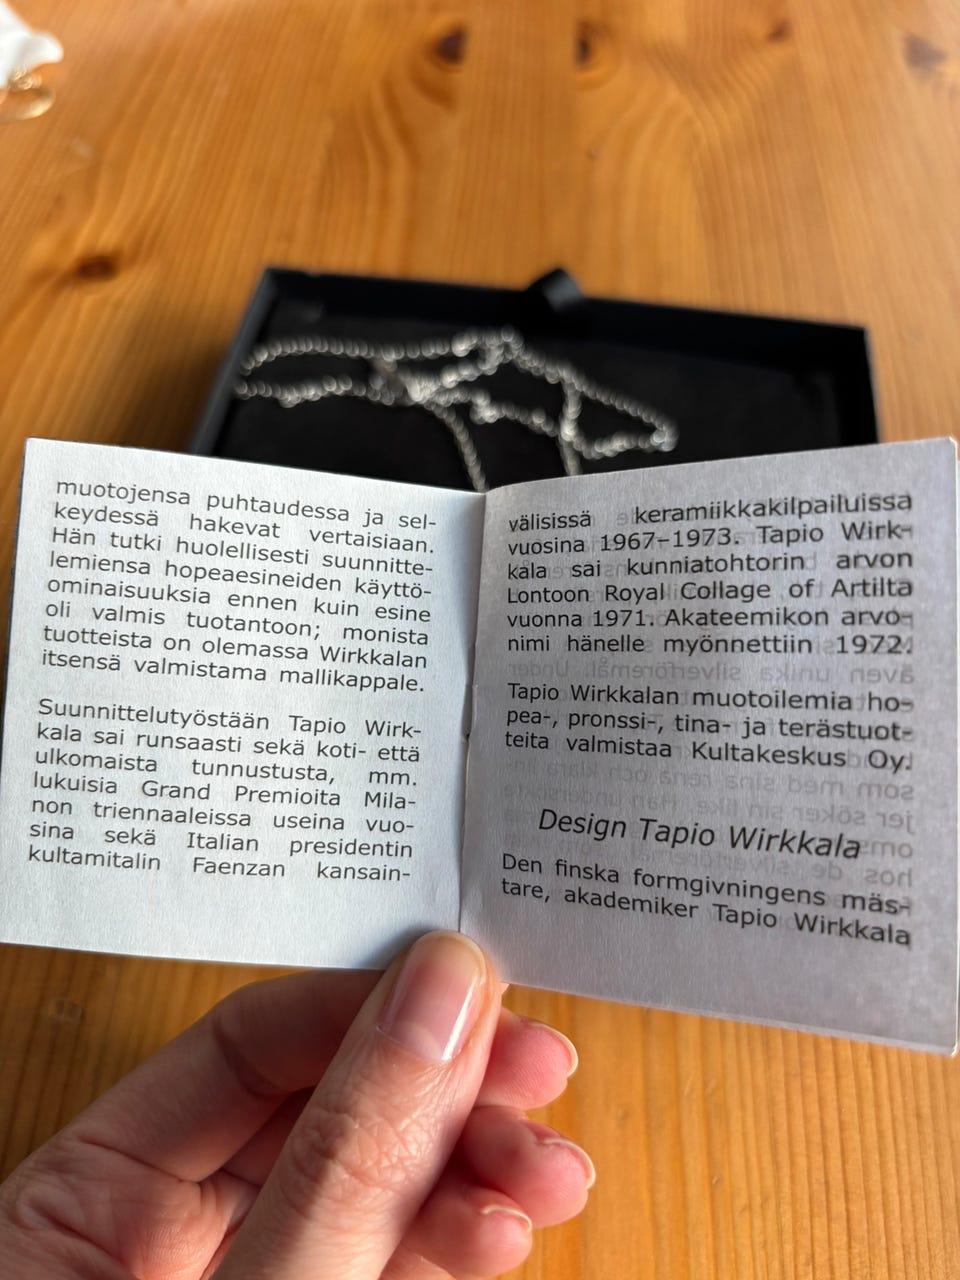 muotojensa puhtaudessa ja sel-
keydessä hakevat vertaisiaan.
Hän tutki huolellisesti suunnitte-
lemiensa hopeaesineiden käyttö-
ominaisuuksia ennen kuin esine
oli valmis tuotantoon; monista
tuotteista on olemassa Wirkkalan
itsensä valmistama mallikappale.
Suunnittelutyöstään Tapio Wirk-
kala sai runsaasti sekä koti- että
ulkomaista tunnustusta, mm.
lukuisia Grand Premioita Mila-
non triennaaleissa useina vuo-
sina sekä Italian presidentin
kultamitalin Faenzan kansain-
välisissä keramiikkakilpailuissa
vuosina 1967–1973. Tapio Wirk-
kala sai kunniatohtorin arvon
Lontoon Royal Collage of Artilta
vuonna 1971. Akateemikon arvo-
nimi hänelle myönnettiin 1972.
Tapio Wirkkalan muotoilemia ho-
pea-, pronssi-, tina- ja terästuot-
teita valmistaa Kultakeskus Oy.
Design Tapio Wirkkala
Den finska formgivningens mäs-
tare, akademiker Tapio Wirkkala